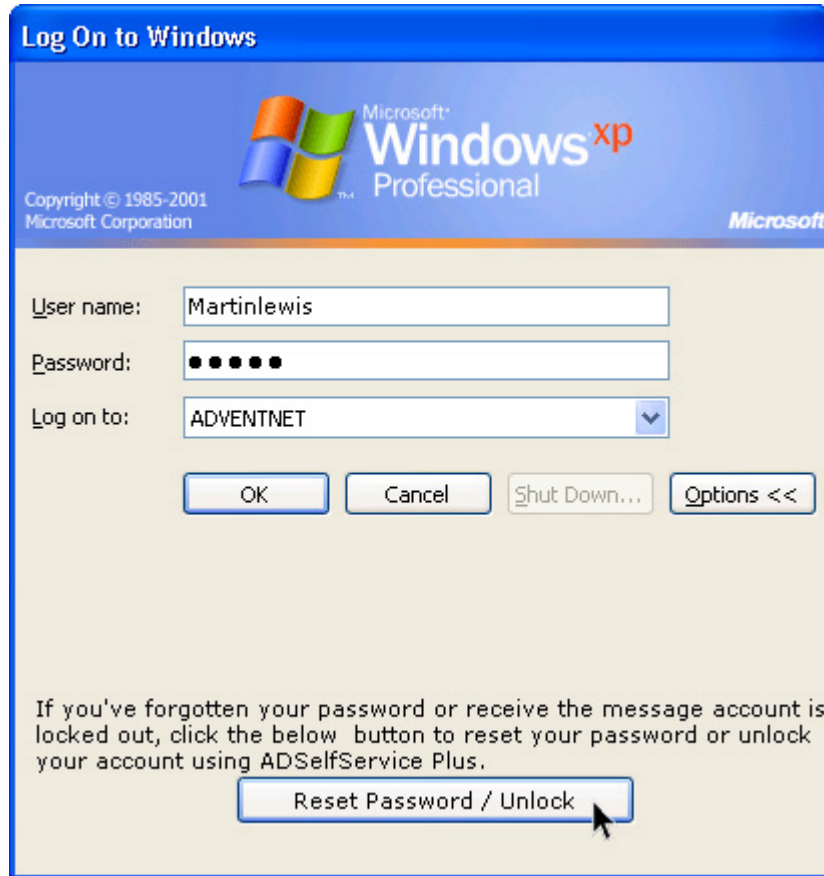 Log On to Windows
Microsoft®
Windows xp
Professional
Copyright © 1985-2001
Microsoft Corporation
Microsoft
User name: Martinlewis
Password: ●●●●●
Log on to: ADVENTNET
OK Cancel Shut Down... Options <<
If you've forgotten your password or receive the message account is
locked out, click the below button to reset your password or unlock
your account using ADSelfService Plus.
Reset Password / Unlock